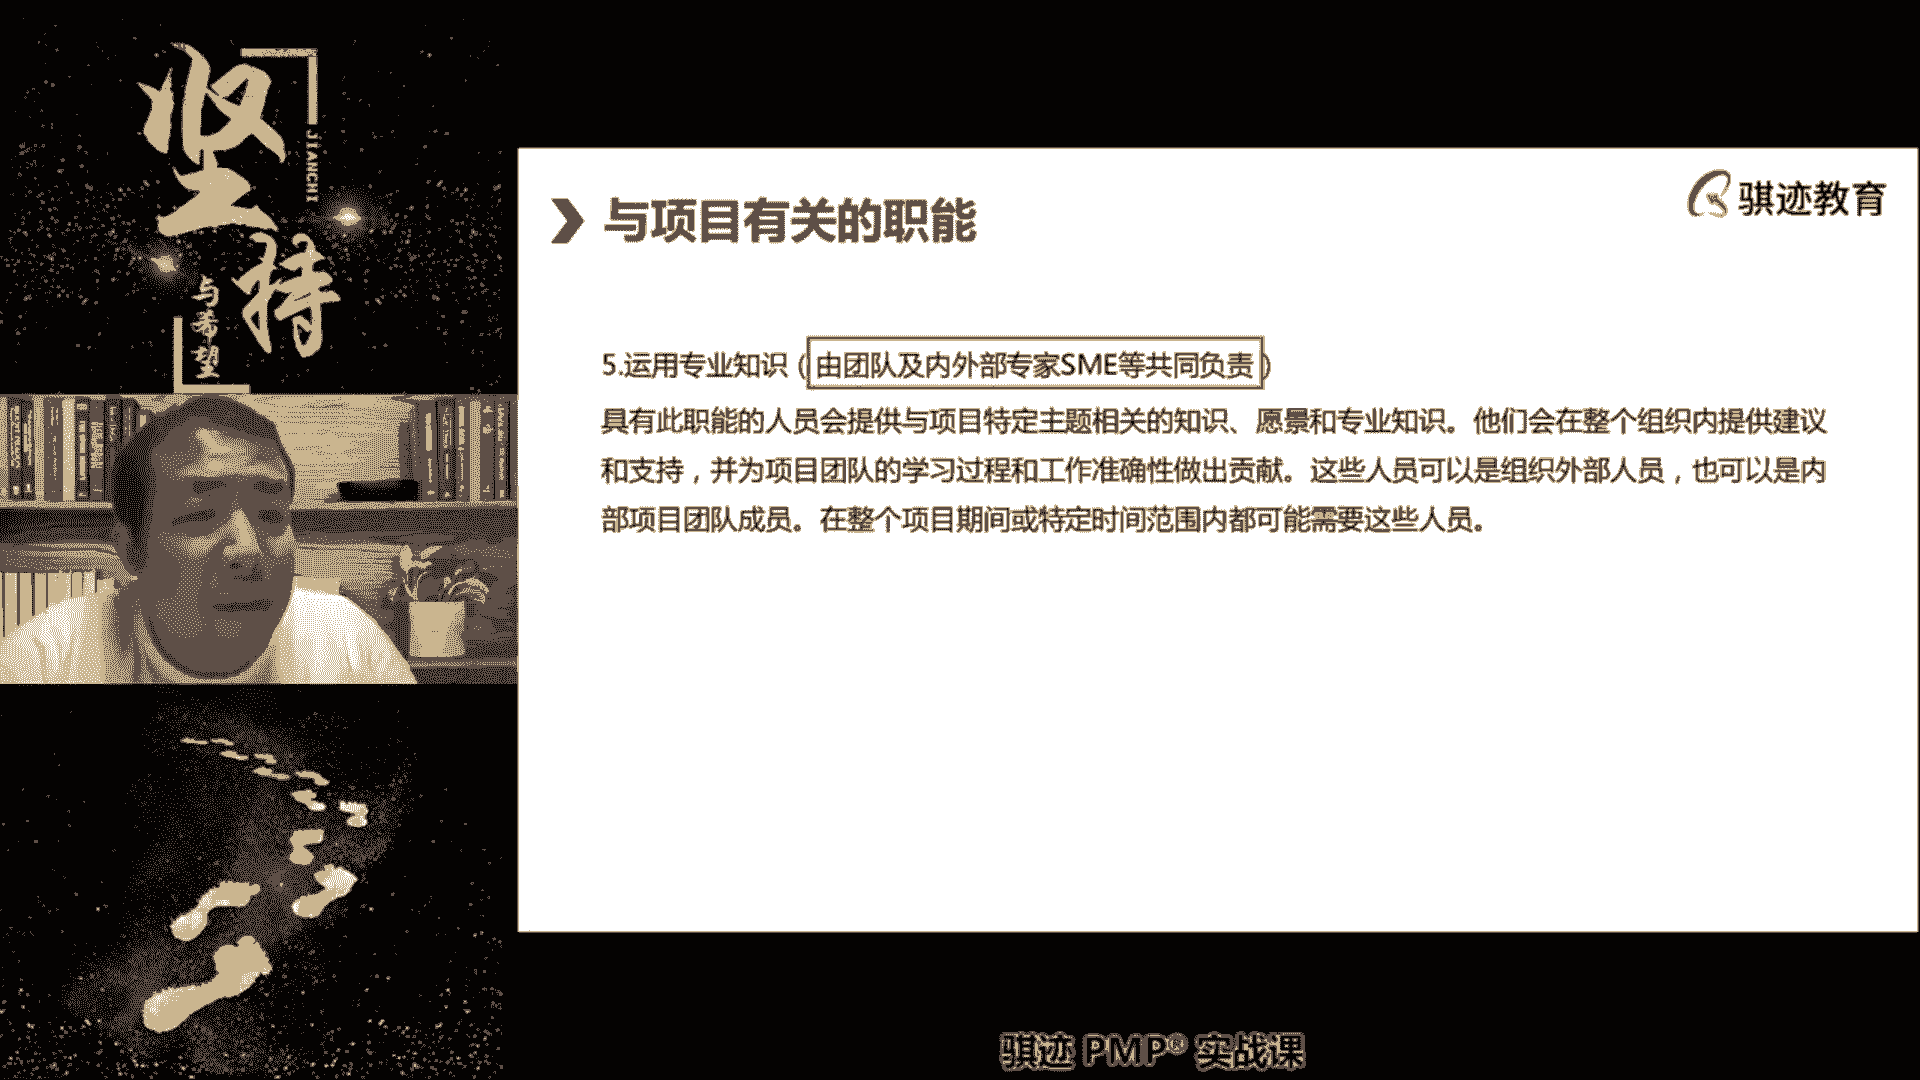 坚持
JIANCHI
与希望
骐迹教育
与项目有关的职能
5.运用专业知识（由团队及内外部专家SME等共同负责）
具有此职能的人员会提供与项目特定主题相关的知识、愿景和专业知识。他们会在整个组织内提供建议
和支持，并为项目团队的学习过程和工作准确性做出贡献。这些人员可以是组织外部人员，也可以是内
部项目团队成员。在整个项目期间或特定时间范围内都可能需要这些人员。
骐迹 PMP® 实战课